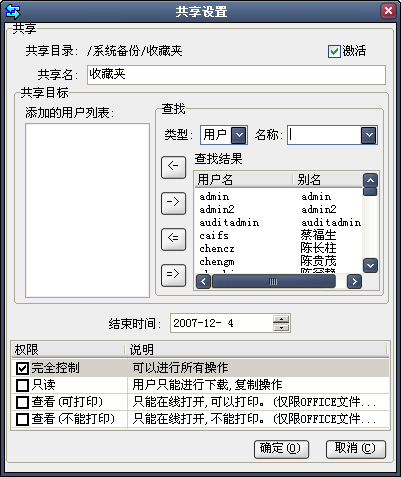 共享设置
共享
共享目录: /系统备份/收藏夹 激活
共享名: 收藏夹
共享目标
添加的用户列表:
查找
类型: 用户 名称:
<- 
查找结果
用户名 别名
admin admin
->
admin2 admin2
auditadmin auditadmin
<=
caifs 蔡福生
chencz 陈长柱
chengm 陈贵茂
=>
结束时间: 2007-12- 4
权限 说明
完全控制 可以进行所有操作
只读 用户只能进行下载,复制操作
查看(可打印) 只能在线打开,可以打印。(仅限OFFICE文件...
查看(不能打印) 只能在线打开,不能打印。(仅限OFFICE文件...
确定(O) 取消(C)